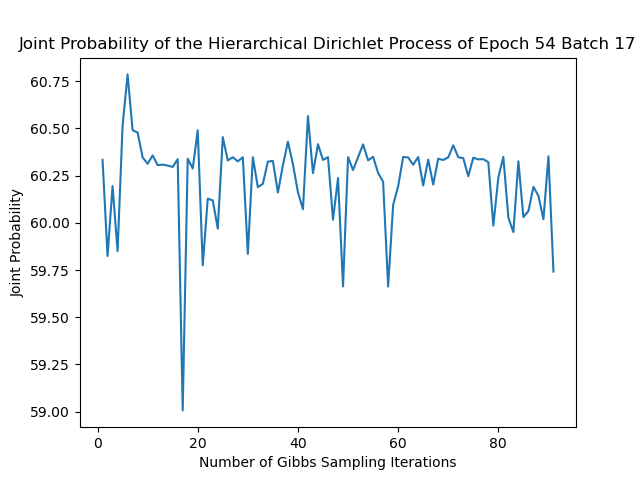 Joint Probability of the Hierarchical Dirichlet Process of Epoch 54 Batch 17
60.75
60.50
60.25
60.00
59.75
59.50
59.25
59.00
Joint Probability
0 20 40 60 80
Number of Gibbs Sampling Iterations